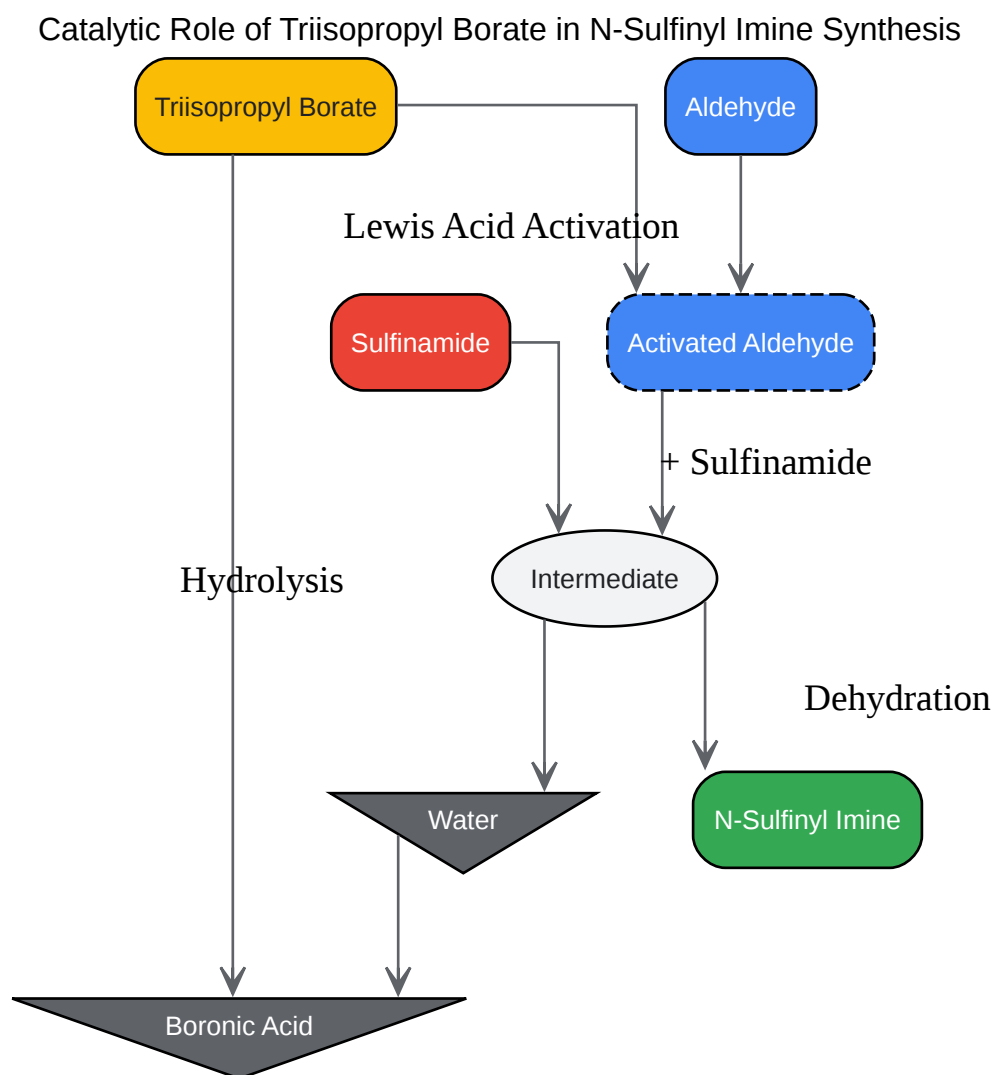 Catalytic Role of Triisopropyl Borate in N-Sulfinyl Imine Synthesis
Triisopropyl Borate
Aldehyde
Lewis Acid Activation
Sulfinamide
Activated Aldehyde
+ Sulfinamide
Hydrolysis
Intermediate
Dehydration
Water
N-Sulfinyl Imine
Boronic Acid